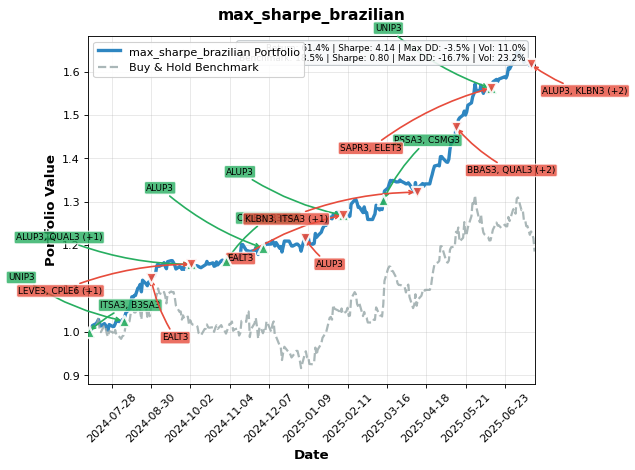 max_sharpe_brazilian
UNIP3
max_sharpe_brazilian Portfolio
Buy & Hold Benchmark
1.4% | Sharpe: 4.14 | Max DD: -3.5% | Vol: 11.0%
.5% | Sharpe: 0.80 | Max DD: -16.7% | Vol: 23.2%
ALUP3, KLBN3 (+2)
SAPR3, ELET3
PSSA3, CSMG3
BBAS3, QUAL3 (+2)
ALUP3
ALUP3
KLBN3, ITSA3 (+1)
ALUP3, QUAL3 (+1)
EALT3
ALUP3
UNIP3
LEVE3, CPLE6 (+1)
ITSA3, B3SA3
EALT3
Portfolio Value
1.6
1.5
1.4
1.3
1.2
1.1
1.0
0.9
2024-07-28
2024-08-30
2024-10-02
2024-11-04
2024-12-07
2025-01-09
2025-02-11
2025-03-16
2025-04-18
2025-05-21
2025-06-23
Date